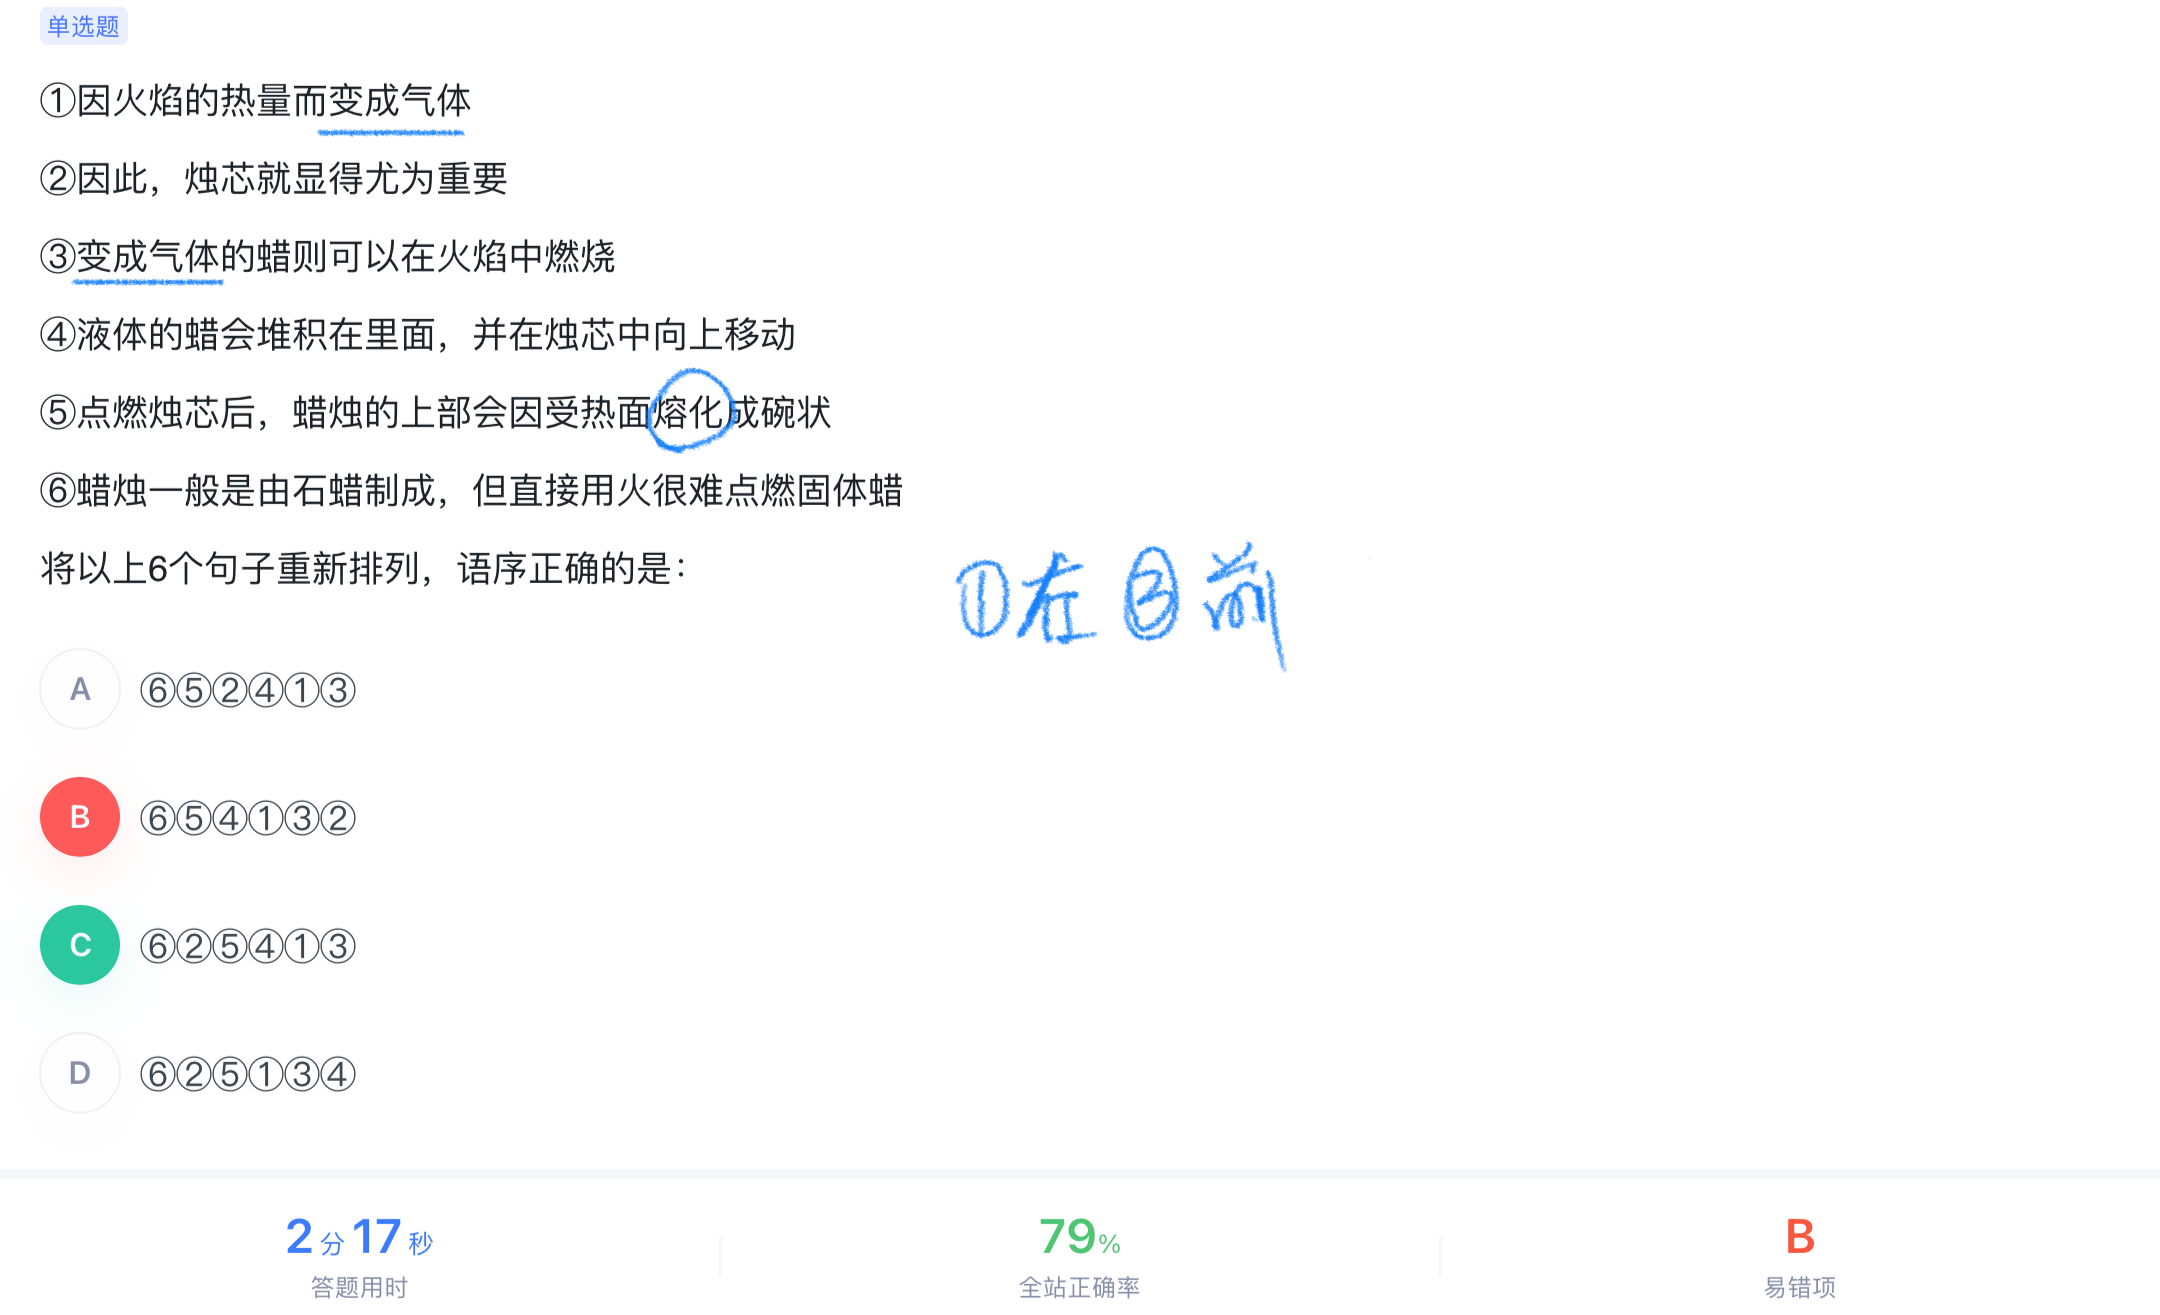 单选题
①因火焰的热量而变成气体
②因此，烛芯就显得尤为重要
③变成气体的蜡则可以在火焰中燃烧
④液体的蜡会堆积在里面，并在烛芯中向上移动
⑤点燃烛芯后，蜡烛的上部会因受热面熔化成碗状
⑥蜡烛一般是由石蜡制成，但直接用火很难点燃固体蜡
将以上6个句子重新排列，语序正确的是：
①在③前
A ⑥⑤②④①③
B ⑥⑤④①③②
C ⑥②⑤④①③
D ⑥②⑤①③④
2分17秒 79% B
答题用时 全站正确率 易错项